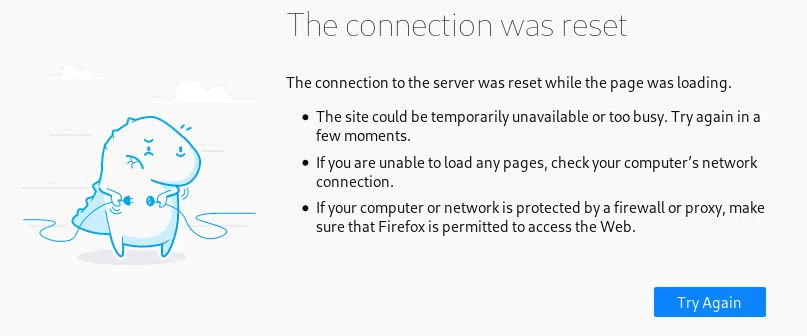 The connection was reset
The connection to the server was reset while the page was loading.
• The site could be temporarily unavailable or too busy. Try again in a
few moments.
• If you are unable to load any pages, check your computer’s network
connection.
• If your computer or network is protected by a firewall or proxy, make
sure that Firefox is permitted to access the Web.
Try Again